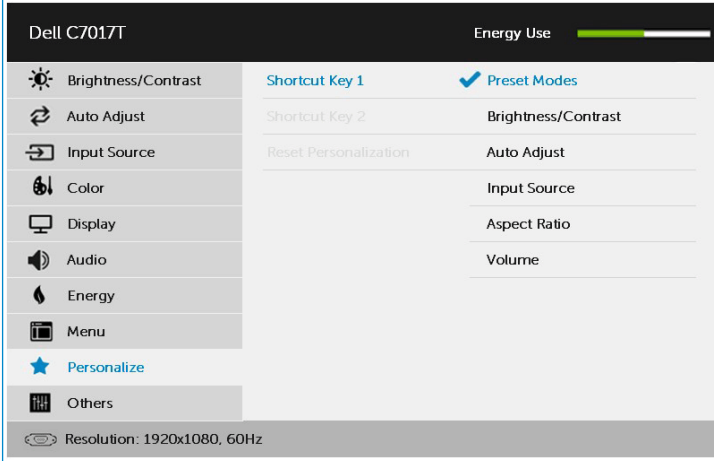 Dell C7017T
Energy Use
Brightness/Contrast
Shortcut Key 1
Preset Modes
Auto Adjust
Shortcut Key 2
Brightness/Contrast
Input Source
Reset Personalization
Auto Adjust
Color
Input Source
Display
Aspect Ratio
Audio
Volume
Energy
Menu
Personalize
Others
Resolution: 1920x1080, 60Hz